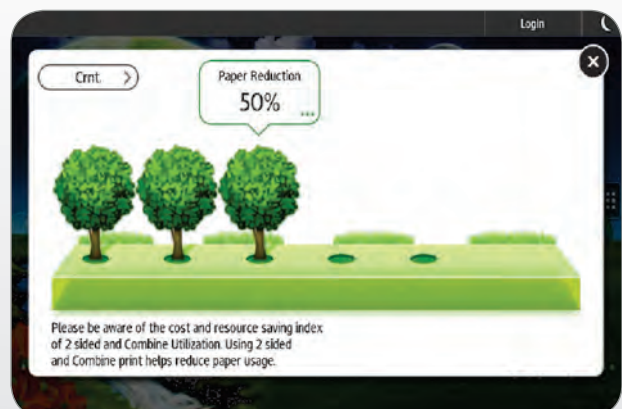 Login
Crnt.
Paper Reduction
50%
...
Please be aware of the cost and resource saving index
of 2 sided and Combine Utilization. Using 2 sided
and Combine print helps reduce paper usage.